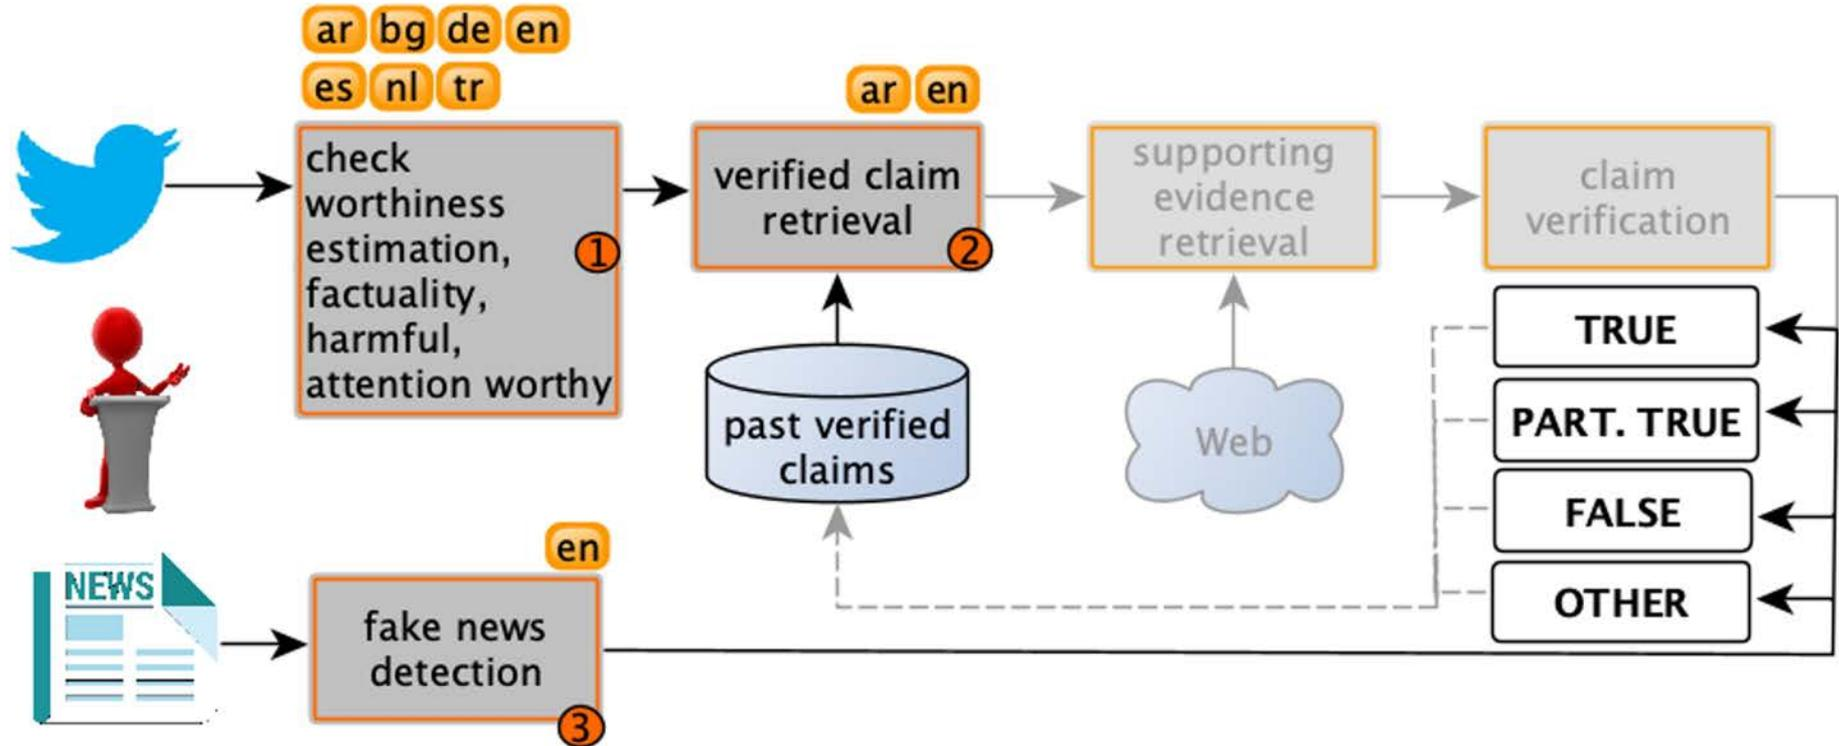 ar bg de en
es nl tr
ar en
check
worthiness
estimation,
factuality,
harmful,
attention worthy
1
verified claim
retrieval
2
supporting
evidence
retrieval
claim
verification
past verified
claims
Web
TRUE
PART. TRUE
FALSE
OTHER
NEWS
en
fake news
detection
3